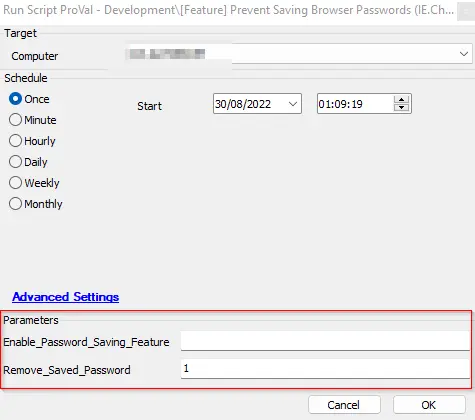 Run Script ProVal - Development\[Feature] Prevent Saving Browser Passwords (IE.Ch...
Target
Computer
Schedule
Once
Minute
Hourly
Daily
Weekly
Monthly
Start 30/08/2022 01:09:19
Advanced Settings
Parameters
Enable_Password_Saving_Feature
Remove_Saved_Password 1
Cancel OK